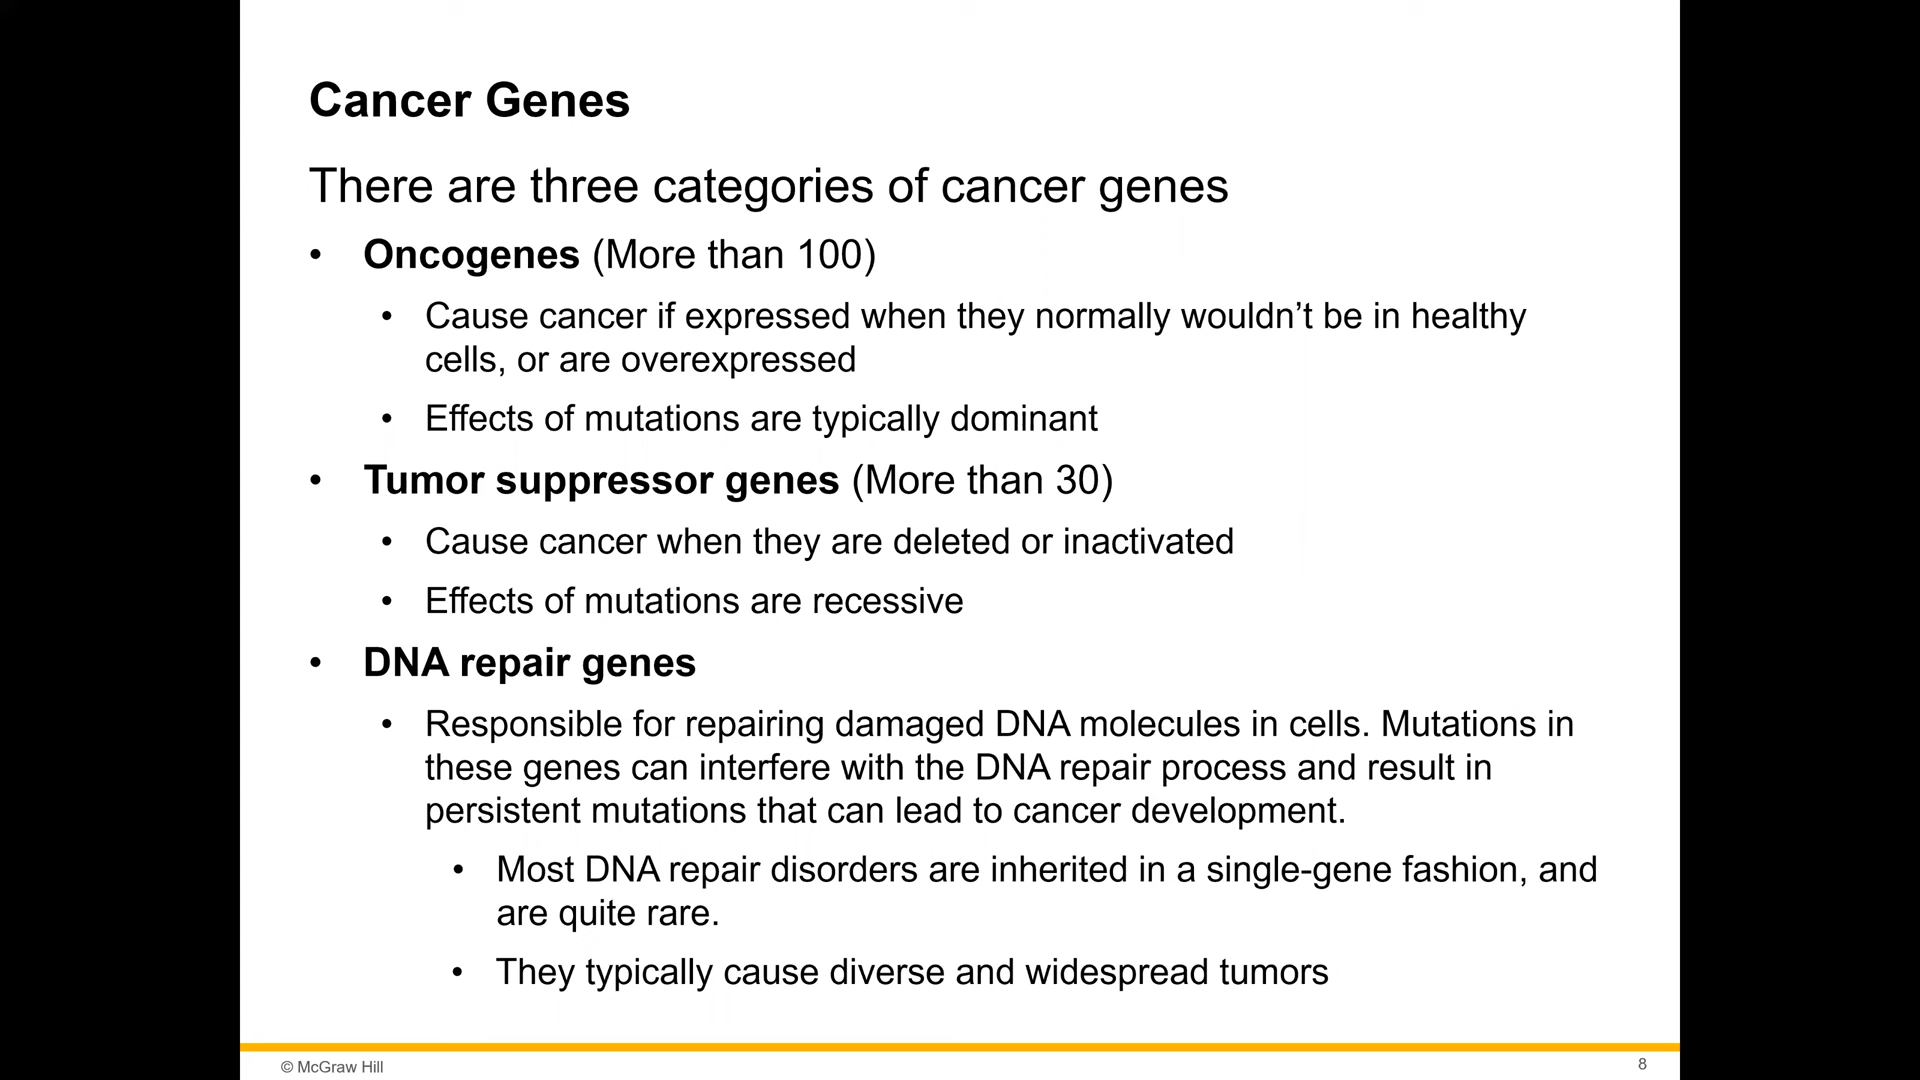 Cancer Genes
There are three categories of cancer genes
• Oncogenes (More than 100)
• Cause cancer if expressed when they normally wouldn’t be in healthy
cells, or are overexpressed
• Effects of mutations are typically dominant
• Tumor suppressor genes (More than 30)
• Cause cancer when they are deleted or inactivated
• Effects of mutations are recessive
• DNA repair genes
• Responsible for repairing damaged DNA molecules in cells. Mutations in
these genes can interfere with the DNA repair process and result in
persistent mutations that can lead to cancer development.
• Most DNA repair disorders are inherited in a single-gene fashion, and
are quite rare.
• They typically cause diverse and widespread tumors
© McGraw Hill
8